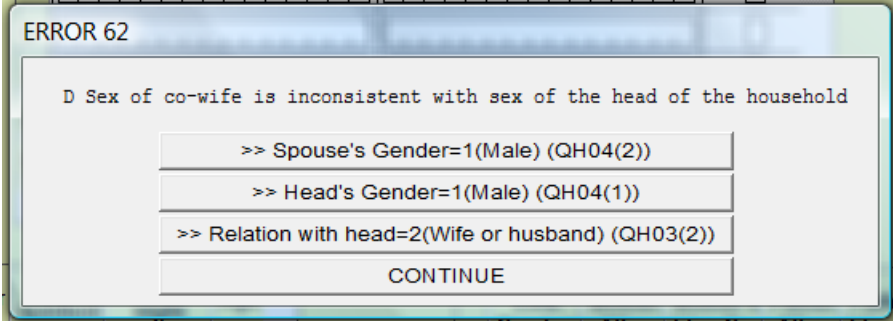 ERROR 62
D Sex of co-wife is inconsistent with sex of the head of the household
>> Spouse's Gender=1(Male) (QH04(2))
>> Head's Gender=1(Male) (QH04(1))
>> Relation with head=2(Wife or husband) (QH03(2))
CONTINUE